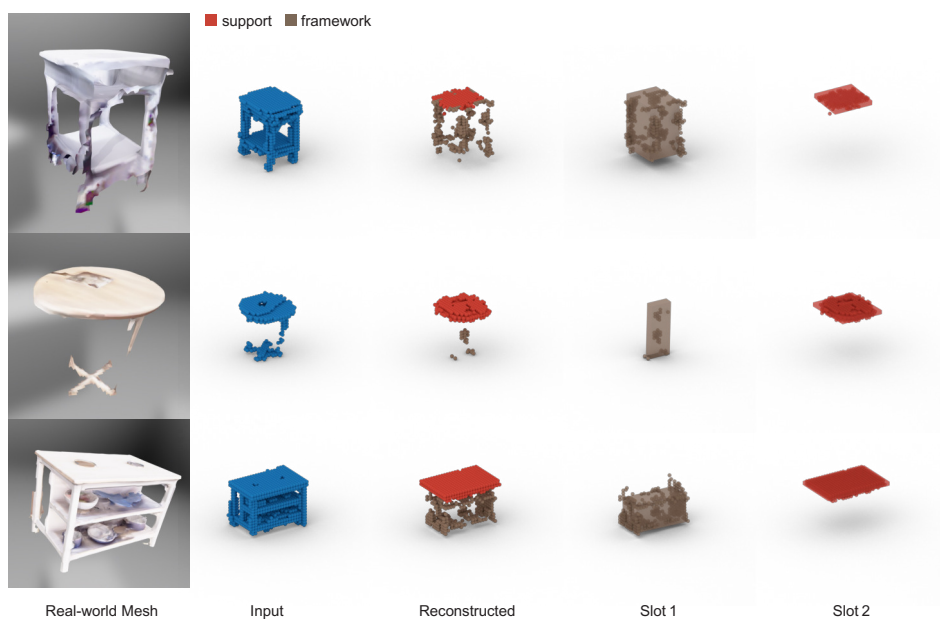 support framework
Real-world Mesh Input Reconstructed Slot 1 Slot 2